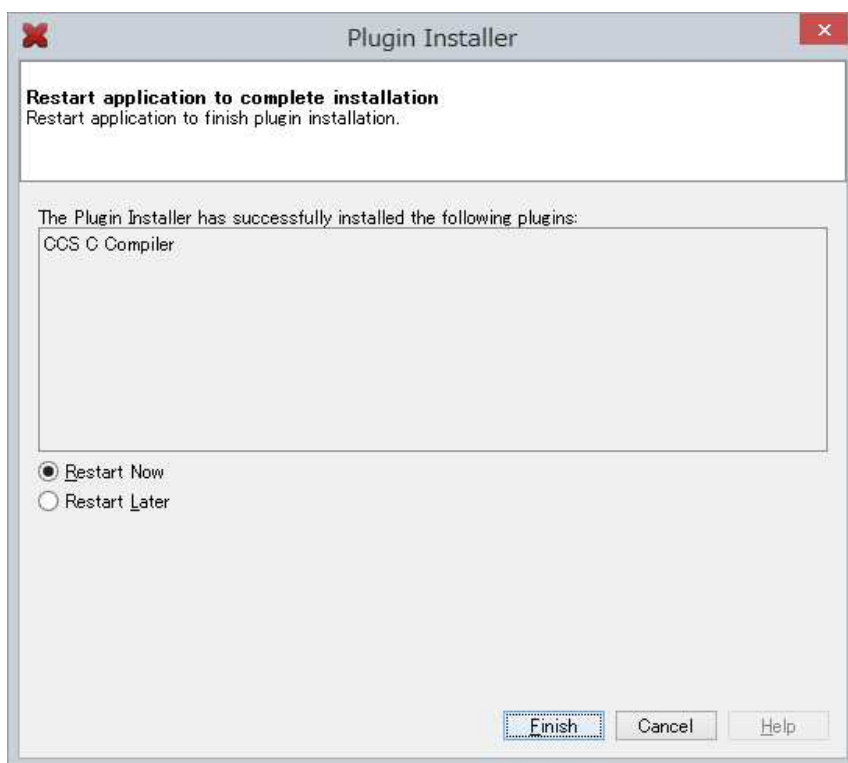 Plugin Installer
Restart application to complete installation
Restart application to finish plugin installation.
The Plugin Installer has successfully installed the following plugins:
CCS C Compiler
Restart Now
Restart Later
Finish
Cancel
Help